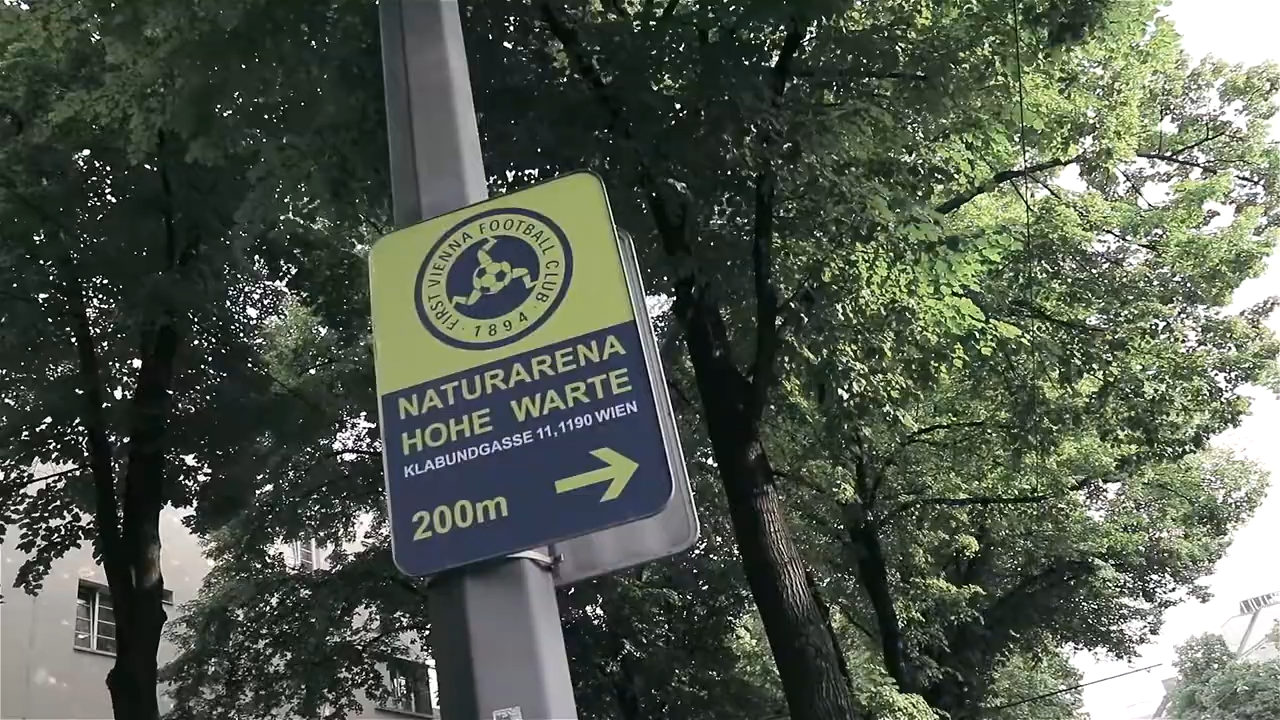 FIRST VIENNA FOOTBALL CLUB
· 1894 ·
NATURARENA
HOHE WARTE
KLABUNDGASSE 11, 1190 WIEN
200m